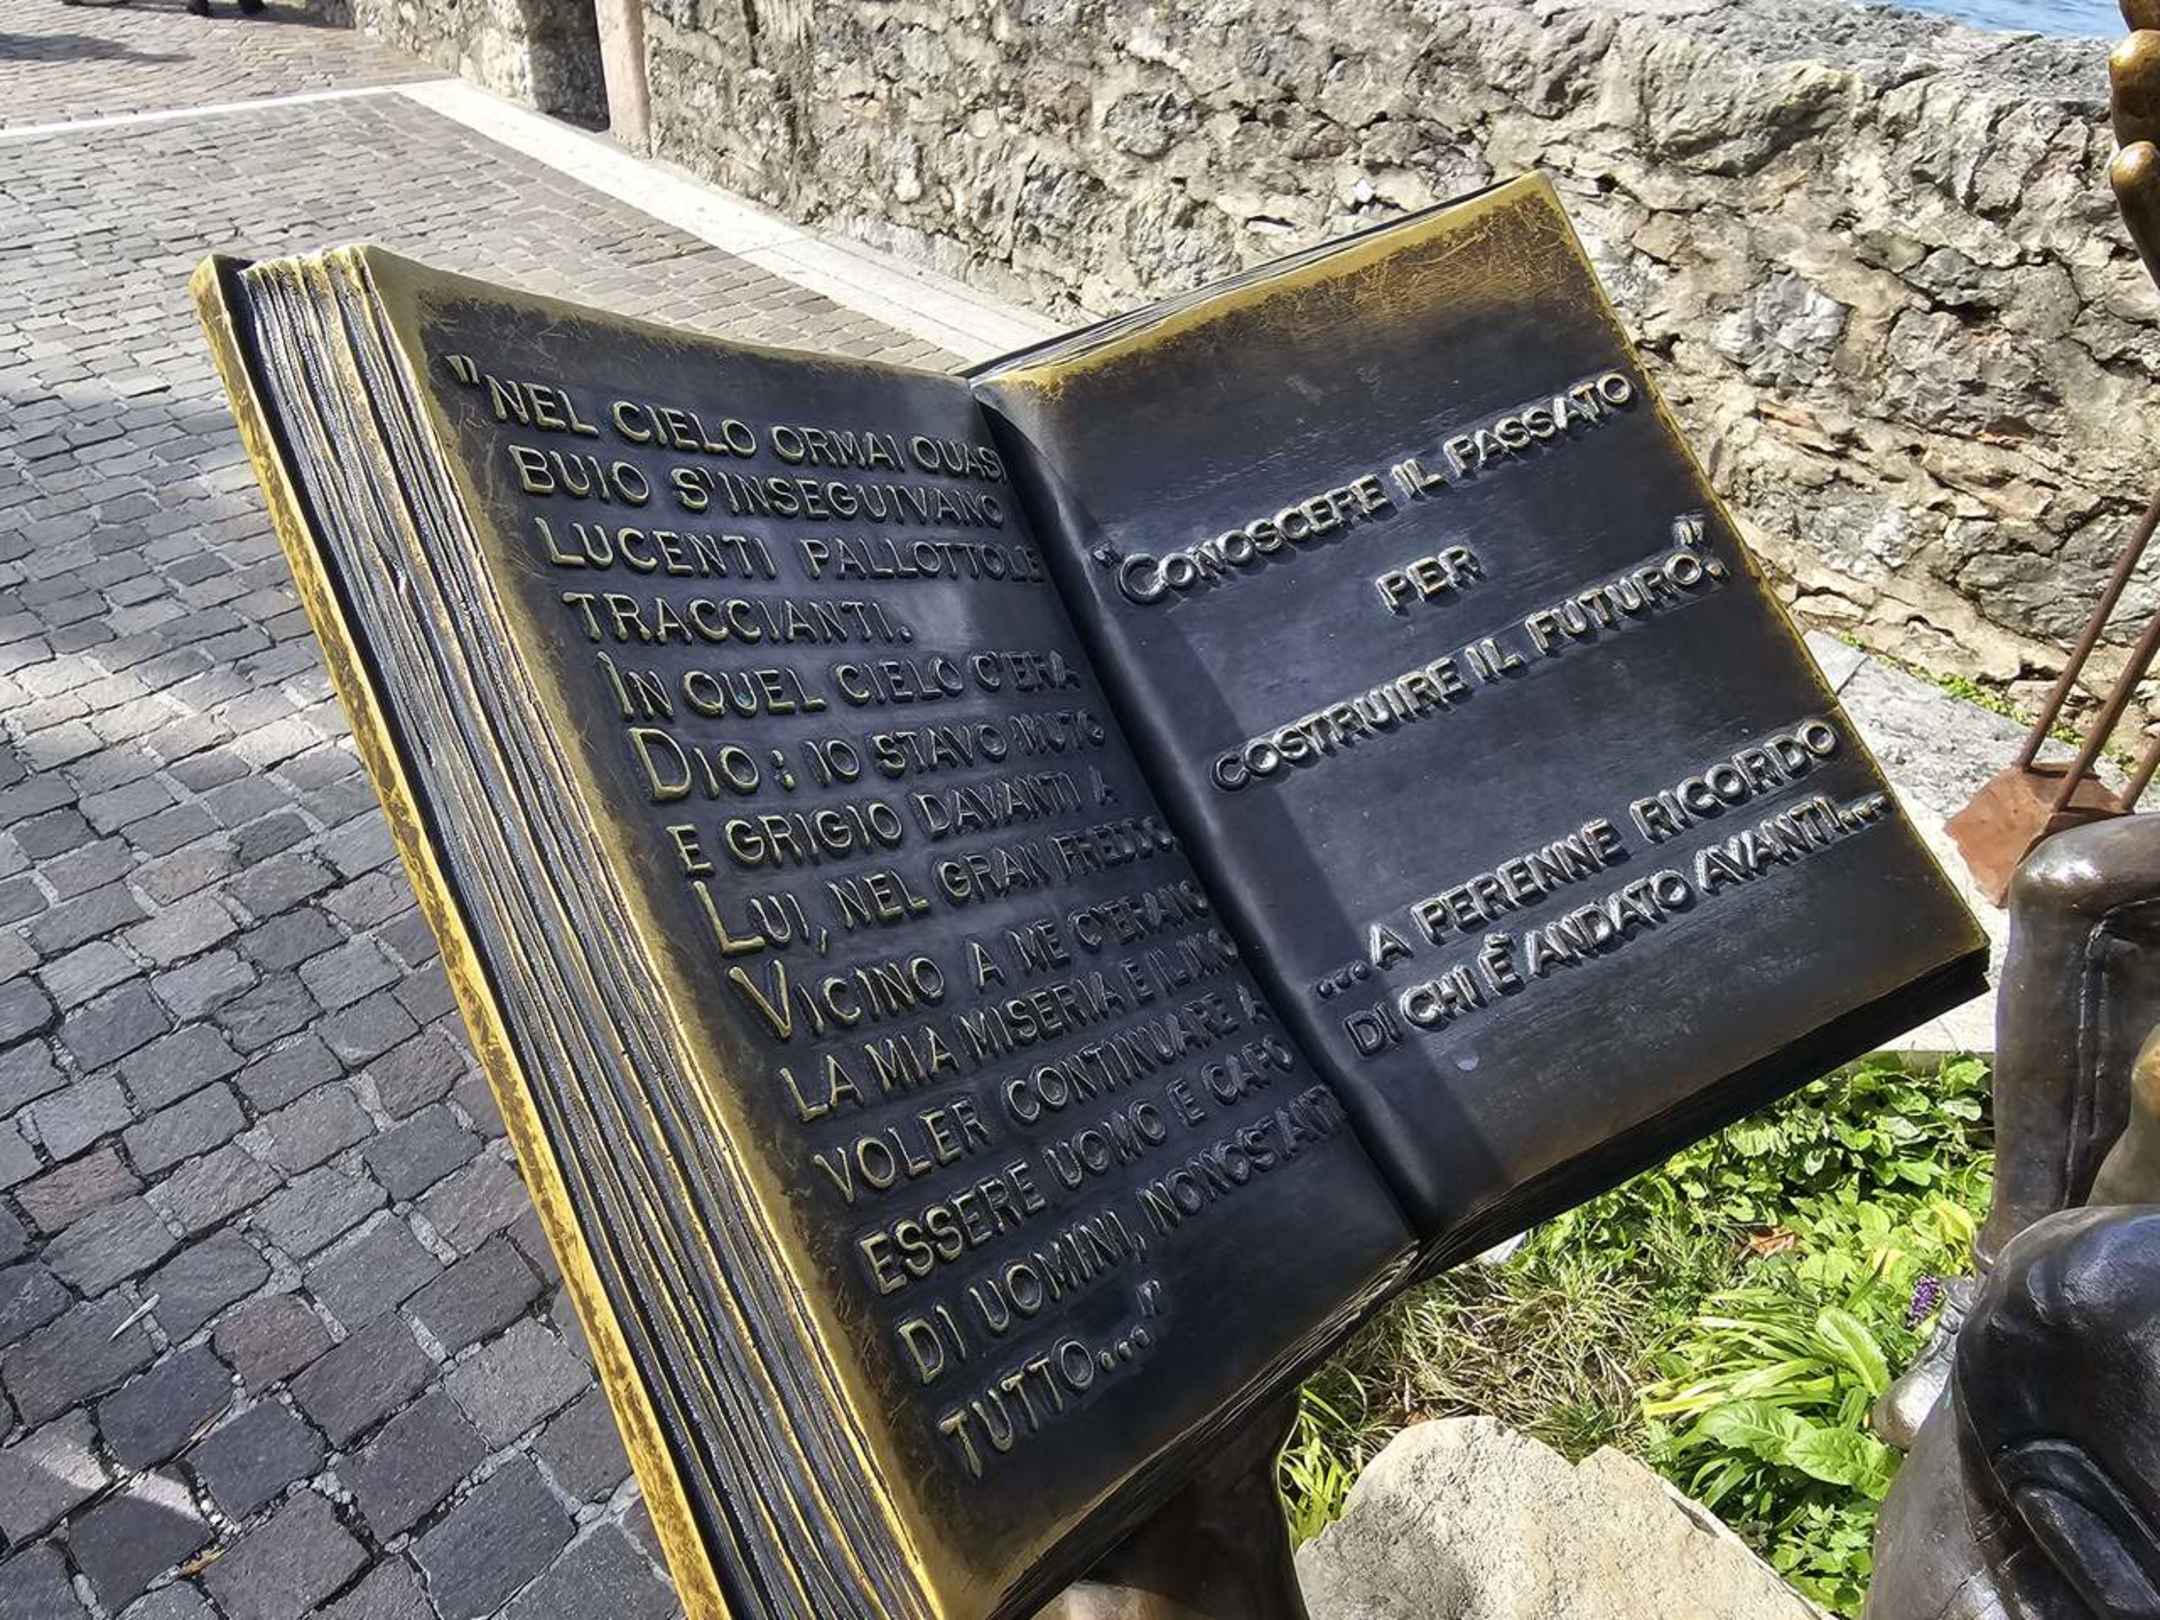 "NEL CIELO ORMAI QUASI
BUIO S'INSEGUIVANO
LUCENTI PALLOTTOLE
TRACCIANTI.
IN QUEL CIELO C'ERA
DIO: IO STAVO MUTO
E GRIGIO DAVANTI A
LUI, NEL GRAN FREDDO.
VICINO A ME C'ERANO
LA MIA MISERIA E IL MIO
VOLER CONTINUARE A
ESSERE UOMO E CAPO
DI UOMINI, NONOSTANTE
TUTTO..."
"CONOSCERE IL PASSATO
PER
COSTRUIRE IL FUTURO."
...A PERENNE RICORDO
DI CHI È ANDATO AVANTI...